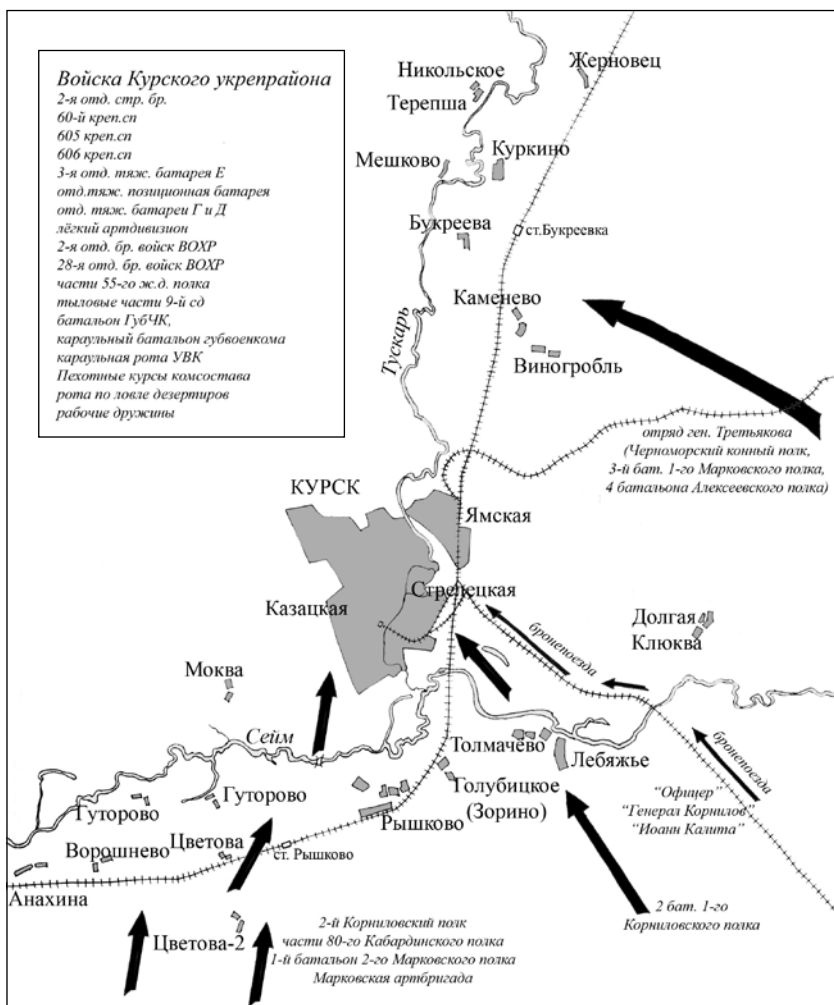 Войска Курского укрепрайона
2-я отд. стр. бр.
60-й креп.сп
605 креп.сп
606 креп.сп
3-я отд. тяж. батарея Е
отд.тяж. позиционная батарея
отд. тяж. батареи Г и Д
лёгкий артдивизион
2-я отд. бр. войск ВОХР
28-я отд. бр. войск ВОХР
части 55-го ж.д. полка
тыловые части 9-й сд
батальон ГубЧК,
караульный батальон губвоенкома
караульная рота УВК
Пехотные курсы комсостава
рота по ловле дезертиров
рабочие дружины
Никольское
Жерновец
Терепша
Мешково
Куркино
Букреева
ст.Букреевка
Каменево
Тускарь
Виногробль
отряд ген. Третьякова
(Черноморский конный полк,
3-й бат. 1-го Марковского полка,
4 батальона Алексеевского полка)
КУРСК
Ямская
Стрелецкая
Казацкая
бронепоезда
Долгая
Клюква
Моква
Сейм
Толмачёво
Лебяжье
бронепоезда
Голубицкое
(Зорино)
"Офицер"
"Генерал Корнилов"
"Иоанн Калита"
Гуторово
Гуторово
Рышково
Ворошнево
Цветова
ст. Рышково
Анахина
Цветова-2
2-й Корниловский полк
части 80-го Кабардинского полка
1-й батальон 2-го Марковского полка
Марковская артбригада
2 бат. 1-го
Корниловского полка